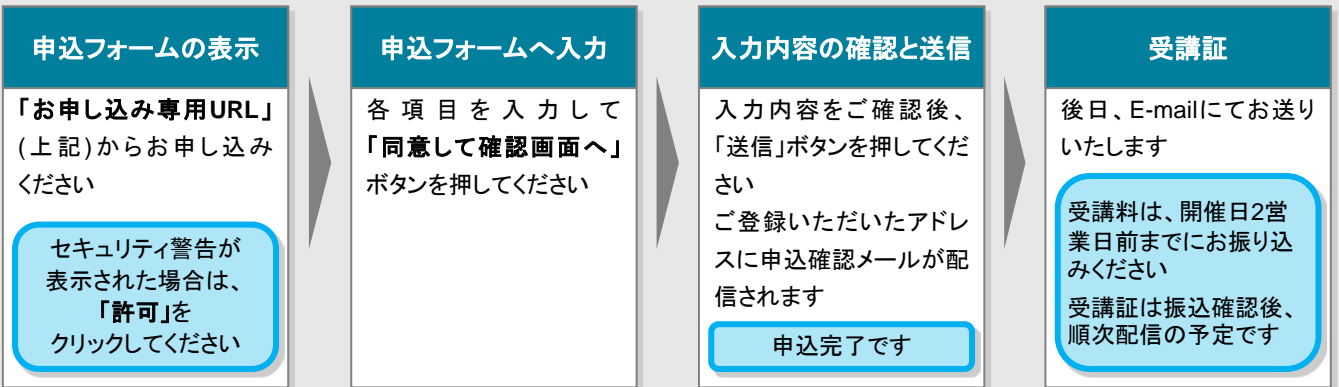 申込フォームの表示
「お申し込み専用URL」
(上記)からお申し込み
ください
セキュリティ警告が
表示された場合は、
「許可」を
クリックしてください
申込フォームへ入力
各項目を入力して
「同意して確認画面へ」
ボタンを押してください
入力内容の確認と送信
入力内容をご確認後、
「送信」ボタンを押してくだ
さい
ご登録いただいたアドレ
スに申込確認メールが配
信されます
申込完了です
受講証
後日、E-mailにてお送り
いたします
受講料は、開催日2営
業日前までにお振り込
みください
受講証は振込確認後、
順次配信の予定です